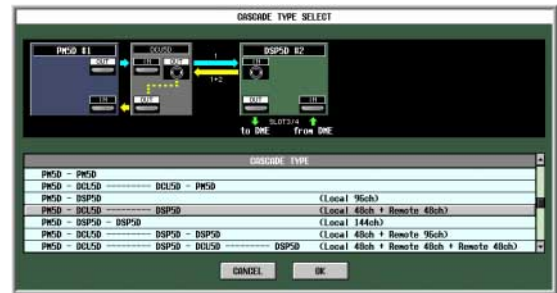 CASCADE TYPE SELECT
PM5D #1
DCU5D
DSP5D #2
OUT
IN
OUT
1
1+2
IN
IN
OUT
OUT
IN
SLOT3/4
to DME
from DME
CASCADE TYPE
PM5D - PM5D
PM5D - DCU5D --------- DCU5D - PM5D
PM5D - DSP5D (Local 96ch)
PM5D - DCU5D --------- DSP5D (Local 48ch + Remote 48ch)
PM5D - DSP5D - DSP5D (Local 144ch)
PM5D - DCU5D --------- DSP5D - DSP5D (Local 48ch + Remote 96ch)
PM5D - DCU5D --------- DSP5D - DCU5D --------- DSP5D (Local 48ch + Remote 48ch + Remote 48ch)
CANCEL
OK